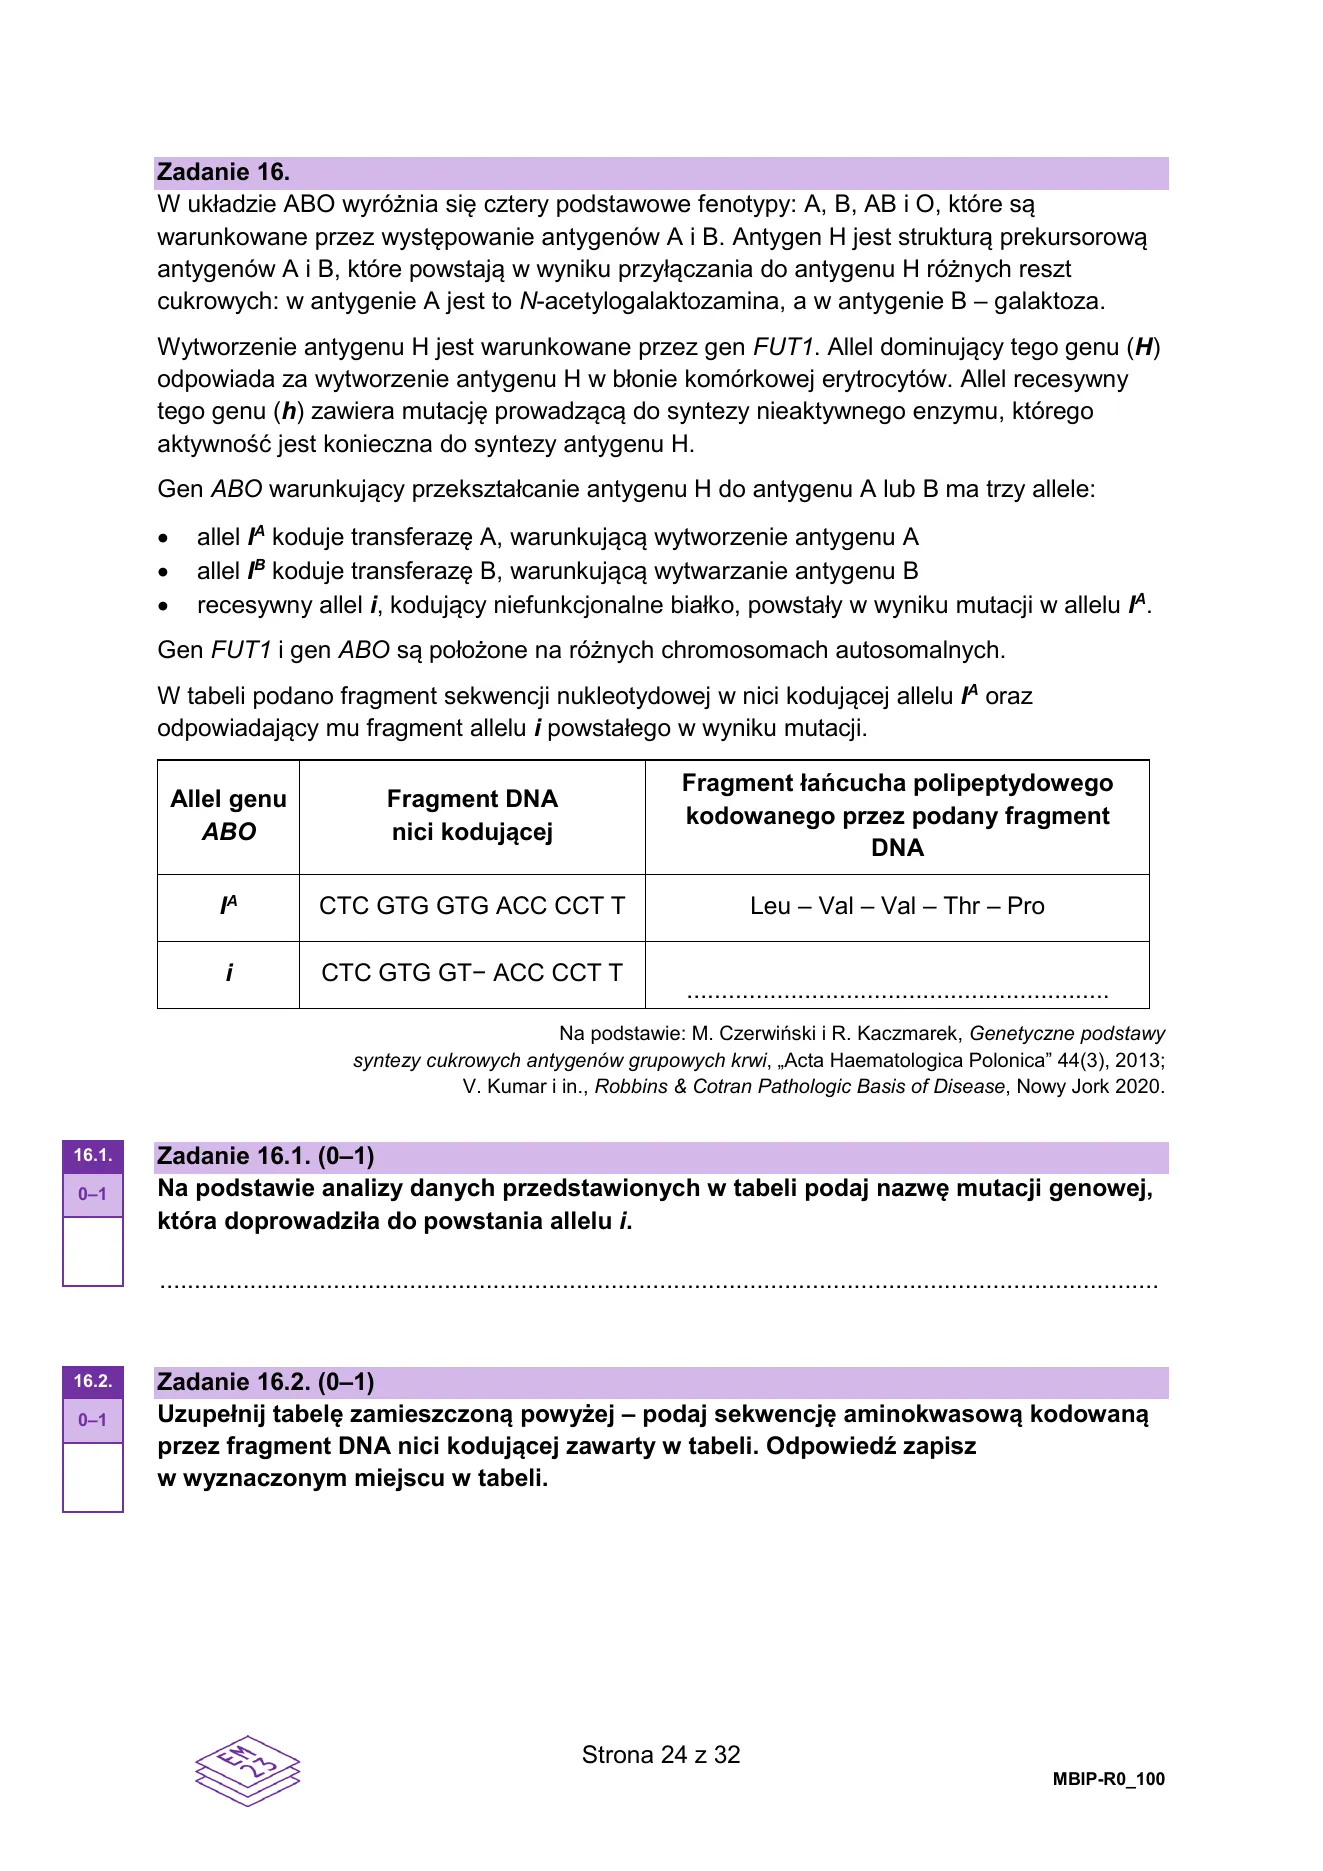 Zadanie 16.
W układzie ABO wyróżnia się cztery podstawowe fenotypy: A, B, AB i O, które są
warunkowane przez występowanie antygenów A i B. Antygen H jest strukturą prekursorową
antygenów A i B, które powstają w wyniku przyłączania do antygenu H różnych reszt
cukrowych: w antygenie A jest to N-acetylogalaktozamina, a w antygenie B – galaktoza.
Wytworzenie antygenu H jest warunkowane przez gen FUT1. Allel dominujący tego genu (H)
odpowiada za wytworzenie antygenu H w błonie komórkowej erytrocytów. Allel recesywny
tego genu (h) zawiera mutację prowadzącą do syntezy nieaktywnego enzymu, którego
aktywność jest konieczna do syntezy antygenu H.
Gen ABO warunkujący przekształcanie antygenu H do antygenu A lub B ma trzy allele:
• allel Iᴬ koduje transferazę A, warunkującą wytworzenie antygenu A
• allel Iᴮ koduje transferazę B, warunkującą wytwarzanie antygenu B
• recesywny allel i, kodujący niefunkcjonalne białko, powstały w wyniku mutacji w allelu Iᴬ.
Gen FUT1 i gen ABO są położone na różnych chromosomach autosomalnych.
W tabeli podano fragment sekwencji nukleotydowej w nici kodującej allelu Iᴬ oraz
odpowiadający mu fragment allelu i powstałego w wyniku mutacji.
Allel genu
ABO
Fragment DNA
nici kodującej
Fragment łańcucha polipeptydowego
kodowanego przez podany fragment
DNA
Iᴬ
CTC GTG GTG ACC CCT T
Leu – Val – Val – Thr – Pro
i
CTC GTG GT− ACC CCT T
.............................................................
Na podstawie: M. Czerwiński i R. Kaczmarek, Genetyczne podstawy
syntezy cukrowych antygenów grupowych krwi, „Acta Haematologica Polonica” 44(3), 2013;
V. Kumar i in., Robbins & Cotran Pathologic Basis of Disease, Nowy Jork 2020.
16.1.
0–1
Zadanie 16.1. (0–1)
Na podstawie analizy danych przedstawionych w tabeli podaj nazwę mutacji genowej,
która doprowadziła do powstania allelu i.
................................................................................................................................................
16.2.
0–1
Zadanie 16.2. (0–1)
Uzupełnij tabelę zamieszczoną powyżej – podaj sekwencję aminokwasową kodowaną
przez fragment DNA nici kodującej zawarty w tabeli. Odpowiedź zapisz
w wyznaczonym miejscu w tabeli.
EM
23
Strona 24 z 32
MBIP-R0_100